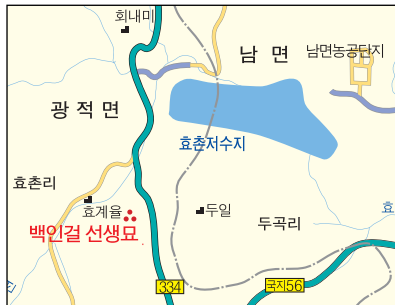 회내미
남 면
남면농공단지
광 적 면
효촌저수지
효촌리
효계율
백인걸 선생묘
두일
두곡리
효
334
국지56